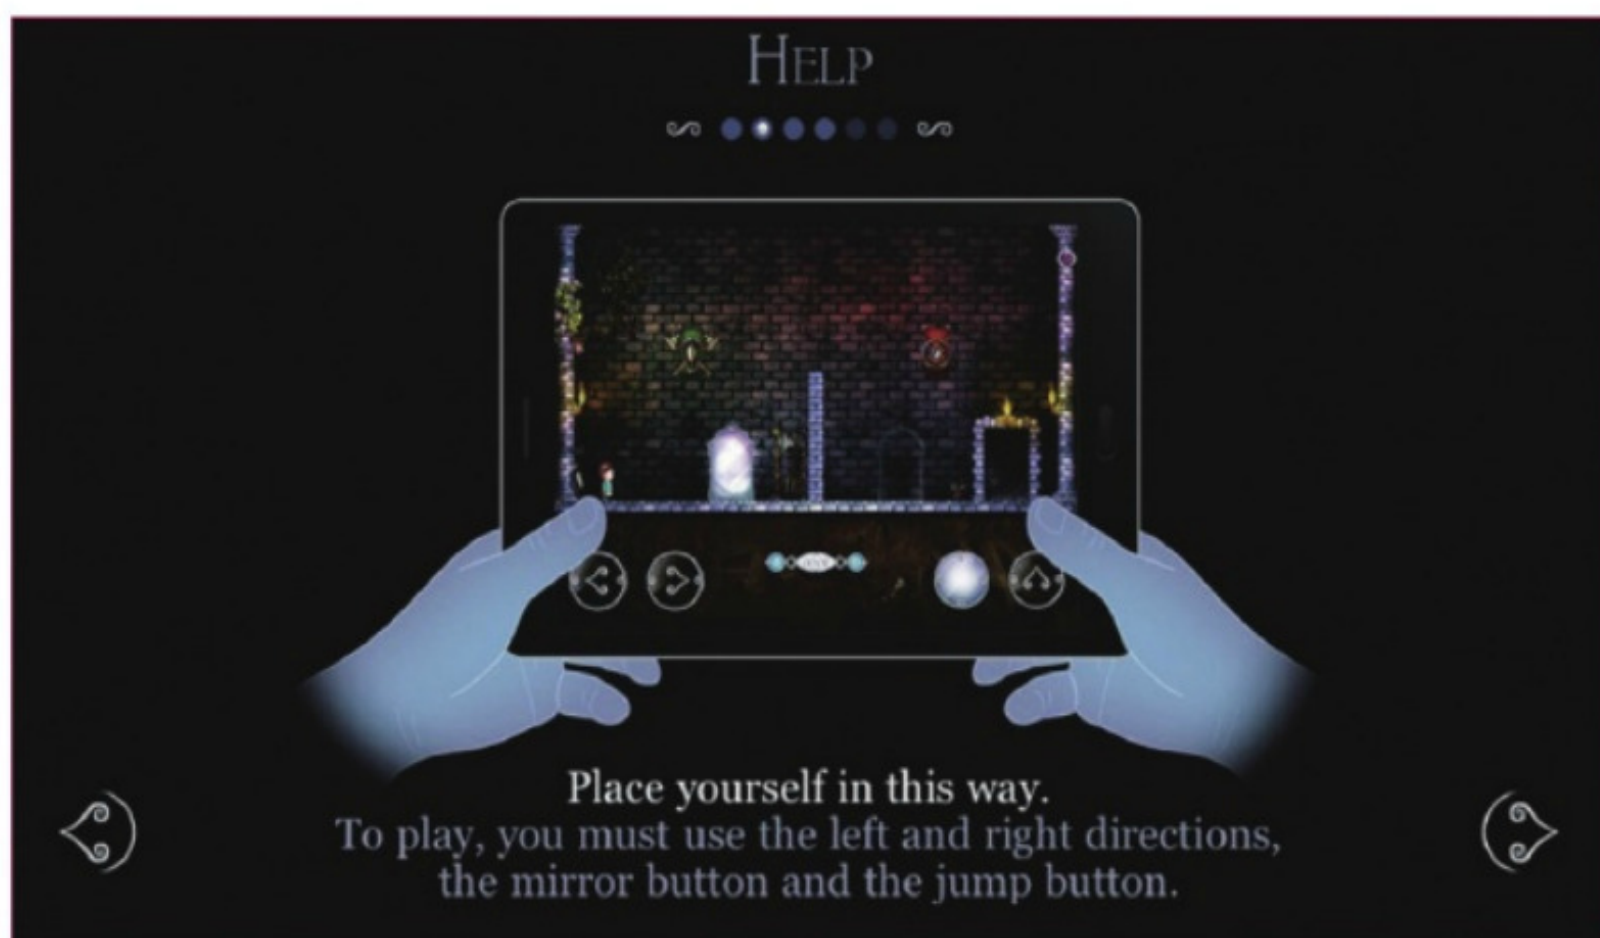 HELP
Place yourself in this way.
To play, you must use the left and right directions,
the mirror button and the jump button.